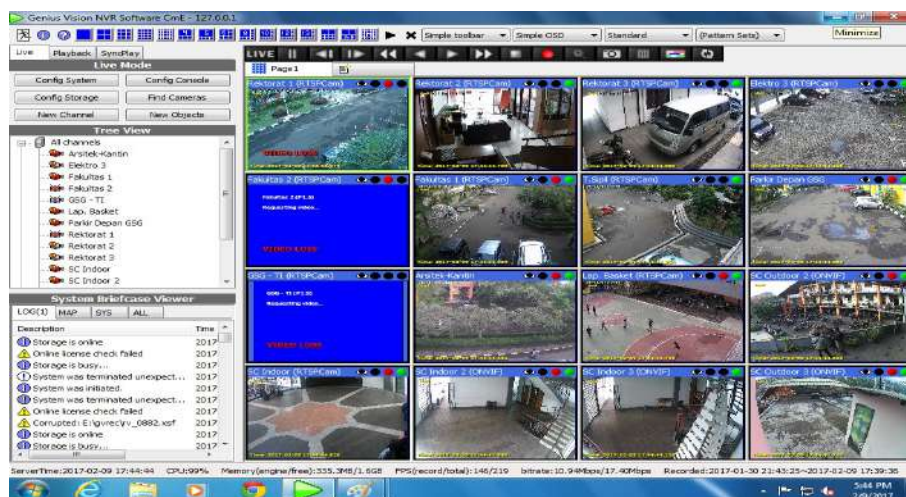 Genius Vision NVR Software CmE - 127.0.0.1
Simple toolbar
Simple OSD
Standard
(Pattern Sets)
Minimize
Live
Playback
SyncPlay
LIVE
Live Mode
Page1
Config System
Config Console
Config Storage
Find Cameras
New Channel
New Objects
Tree View
All channels
Arsitek-Kantin
Elektro 3
Fakultas 1
Fakultas 2
GSG - TI
Lap. Basket
Parkir Depan GSG
Rektorat 1
Rektorat 2
Rektorat 3
SC Indoor
SC Indoor 2
System Briefcase Viewer
LOG(1)
MAP
SYS
ALL
Description
Time
Storage is online
2017
Online license check failed
2017
Storage is busy...
2017
System was terminated unexpect...
2017
System was initiated.
2017
System was terminated unexpect...
2017
Online license check failed
2017
Corrupted: E:\gvrec\rv_0882.xsf
2017
Storage is online
2017
Storage is busy...
2017
Rektorat 1 (RTSPCam)
Rektorat 2 (RTSPCam)
Rektorat 3 (RTSPCam)
Elektro 3 (RTSPCam)
VIDEO LOSS
Fakultas 2 (RTSPCam)
Fakultas 1 (RTSPCam)
T.Sipil (RTSPCam)
Parkir Depan GSG
Requesting video...
VIDEO LOSS
GSG - TI (RTSPCam)
Arsitek-Kantin
Lap. Basket (RTSPCam)
SC Outdoor 2 (ONVIF)
Requesting video...
VIDEO LOSS
SC Indoor (RTSPCam)
SC Indoor 2 (ONVIF)
SC Indoor 3 (ONVIF)
SC Outdoor 3 (ONVIF)
ServerTime:2017-02-09 17:44:44 CPU:99% Memory(engine/free):335.3MB/1.6GB FPS(record/total):146/219 bitrate:10.94Mbps/17.40Mbps Recorded:2017-01-30 21:43:25~2017-02-09 17:39:36
5:44 PM
2/9/2017